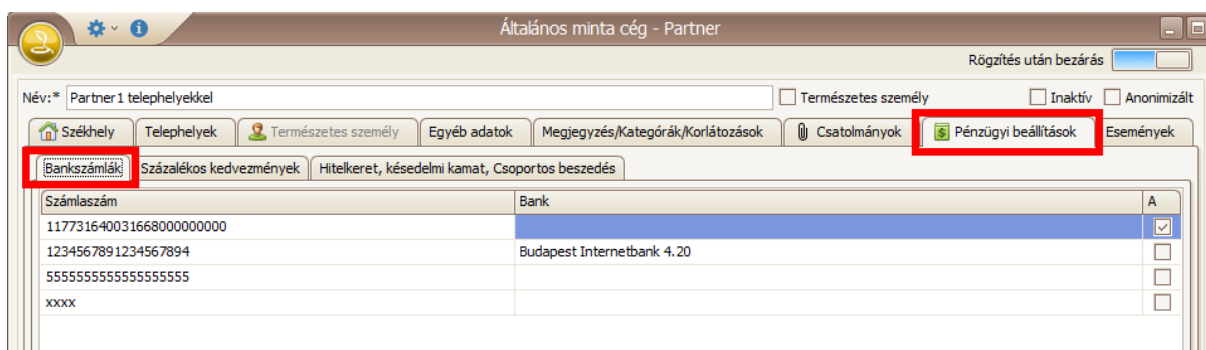 Általános minta cég - Partner
Rögzítés után bezárás
Név:* Partner1 telephelyekkel Természetes személy Inaktív Anonimizált
Székhely Telephelyek Természetes személy Egyéb adatok Megjegyzés/Kategórák/Korlátozások Csatolmányok Pénzügyi beállítások Események
Bankszámlák Százalékos kedvezmények Hitelkeret, késedelmi kamat, Csoportos beszedés
Számlaszám Bank A
117731640031668000000000
1234567891234567894 Budapest Internetbank 4.20
5555555555555555555
xxxx